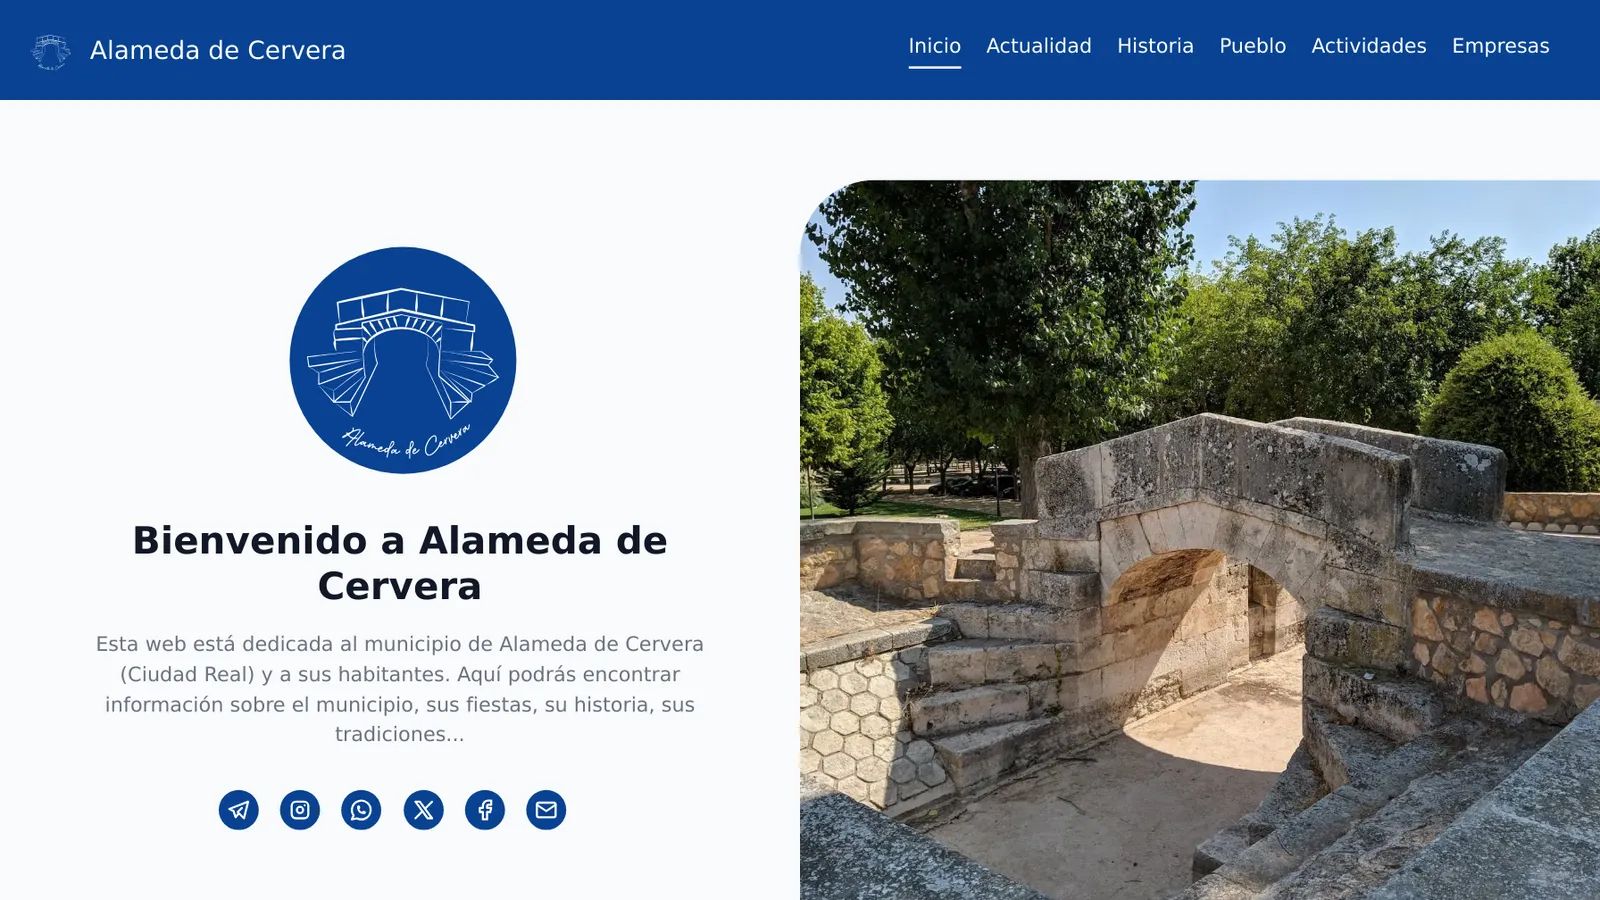 Alameda de Cervera
Inicio Actualidad Historia Pueblo Actividades Empresas
Alameda de Cervera
Bienvenido a Alameda de
Cervera
Esta web está dedicada al municipio de Alameda de Cervera
(Ciudad Real) y a sus habitantes. Aquí podrás encontrar
información sobre el municipio, sus fiestas, su historia, sus
tradiciones...